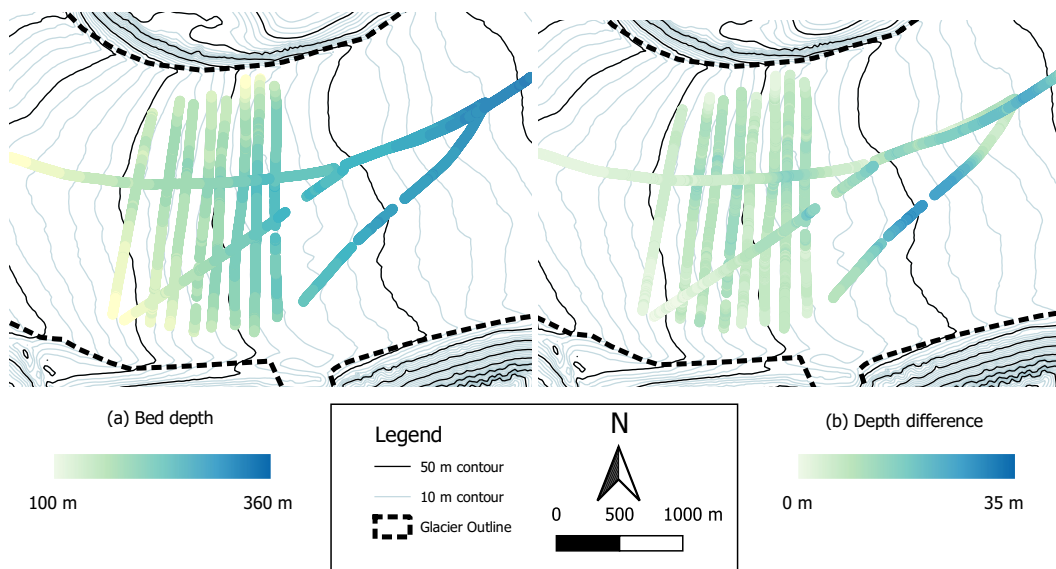 (a) Bed depth
100 m 360 m
Legend
50 m contour
10 m contour
Glacier Outline
N
0 500 1000 m
(b) Depth difference
0 m 35 m